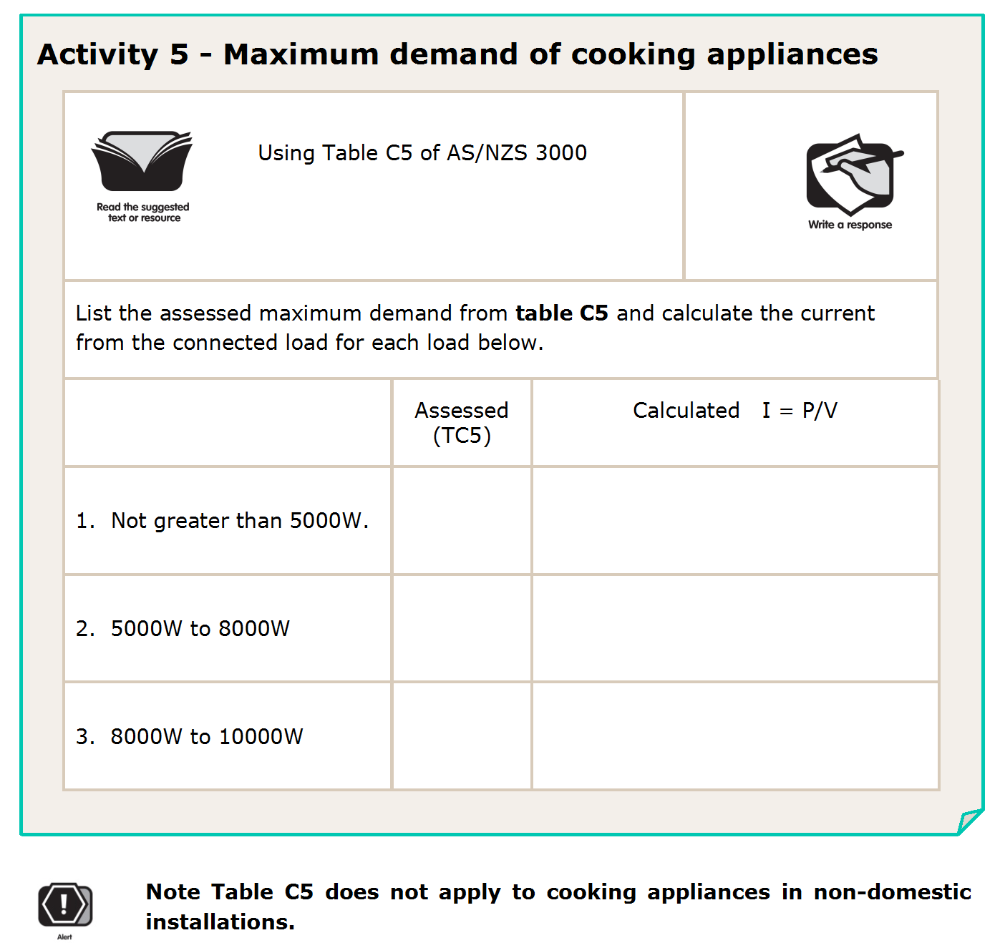 Activity 5 - Maximum demand of cooking appliances
Using Table C5 of AS/NZS 3000
Read the suggested
text or resource
Write a response
List the assessed maximum demand from table C5 and calculate the current
from the connected load for each load below.
Assessed
(TC5)
Calculated I = P/V
1. Not greater than 5000W.
2. 5000W to 8000W
3. 8000W to 10000W
Note Table C5 does not apply to cooking appliances in non-domestic
installations.
Alert